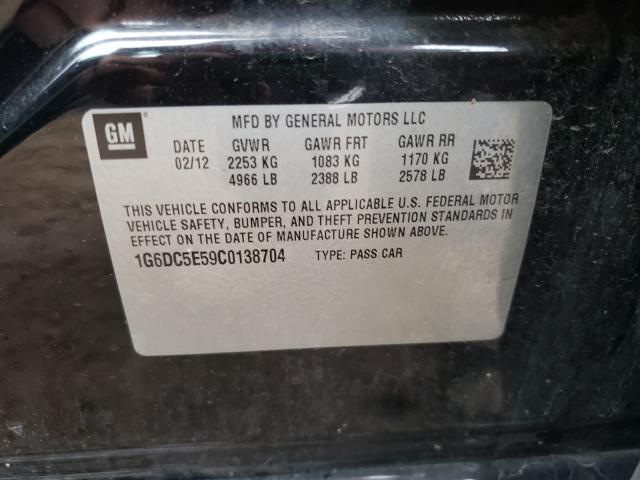 GM
MFD BY GENERAL MOTORS LLC
DATE GVWR GAWR FRT GAWR RR
02/12 2253 KG 1083 KG 1170 KG
4966 LB 2388 LB 2578 LB
THIS VEHICLE CONFORMS TO ALL APPLICABLE U.S. FEDERAL MOTOR
VEHICLE SAFETY, BUMPER, AND THEFT PREVENTION STANDARDS IN
EFFECT ON THE DATE OF MANUFACTURE SHOWN ABOVE.
1G6DC5E59C0138704 TYPE: PASS CAR